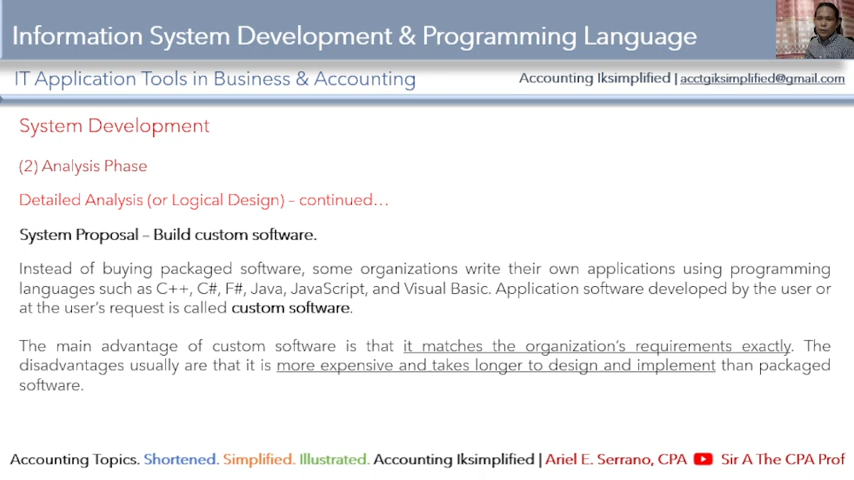 Information System Development & Programming Language
IT Application Tools in Business & Accounting
Accounting Iksimplified | acctgiksimplified@gmail.com
System Development
(2) Analysis Phase
Detailed Analysis (or Logical Design) – continued…
System Proposal – Build custom software.
Instead of buying packaged software, some organizations write their own applications using programming
languages such as C++, C#, F#, Java, JavaScript, and Visual Basic. Application software developed by the user or
at the user's request is called custom software.
The main advantage of custom software is that it matches the organization's requirements exactly. The
disadvantages usually are that it is more expensive and takes longer to design and implement than packaged
software.
Accounting Topics. Shortened. Simplified. Illustrated. Accounting Iksimplified | Ariel E. Serrano, CPA Sir A The CPA Prof